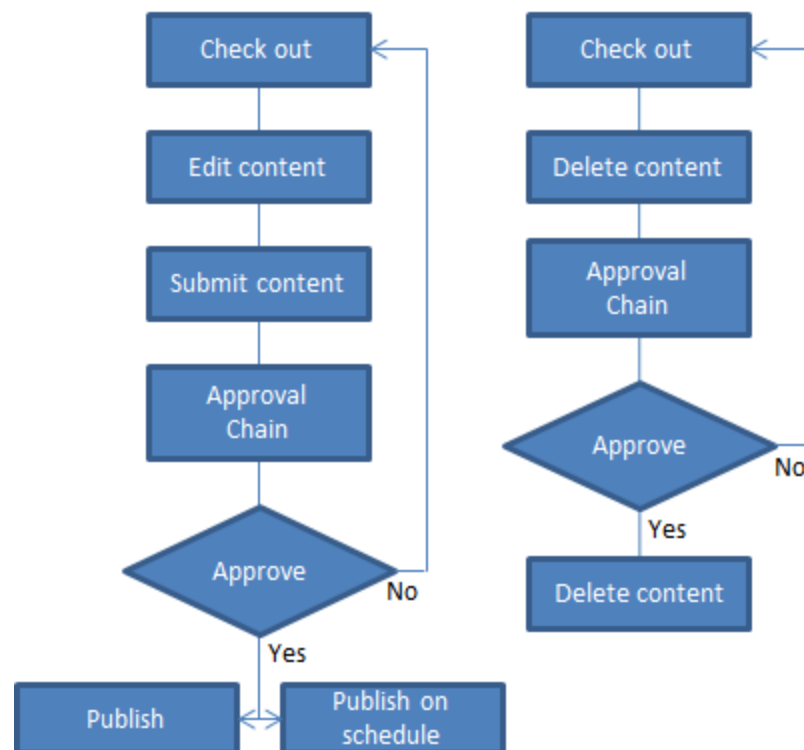 Check out
Edit content
Submit content
Approval
Chain
Approve
No
Yes
Publish
Publish on
schedule
Check out
Delete content
Approval
Chain
Approve
No
Yes
Delete content